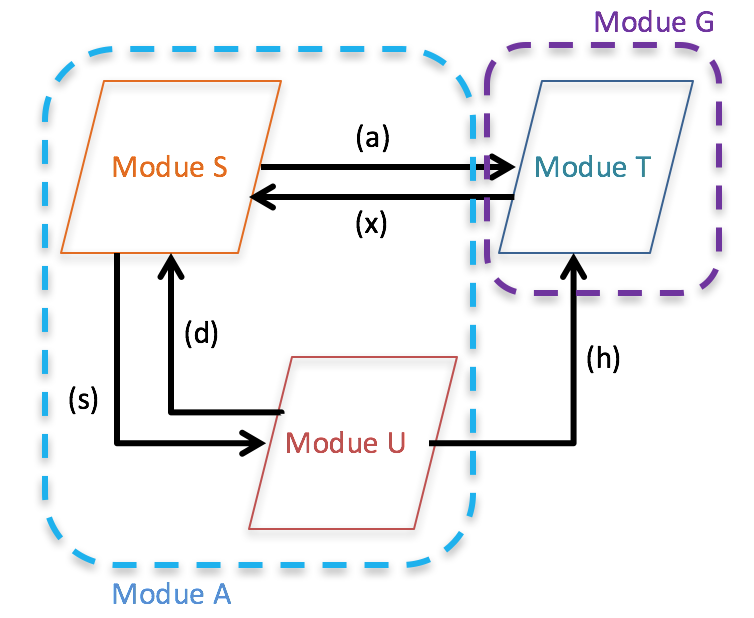 Modue G
(a)
Modue S
Modue T
(x)
(d)
(h)
(s)
Modue U
Modue A